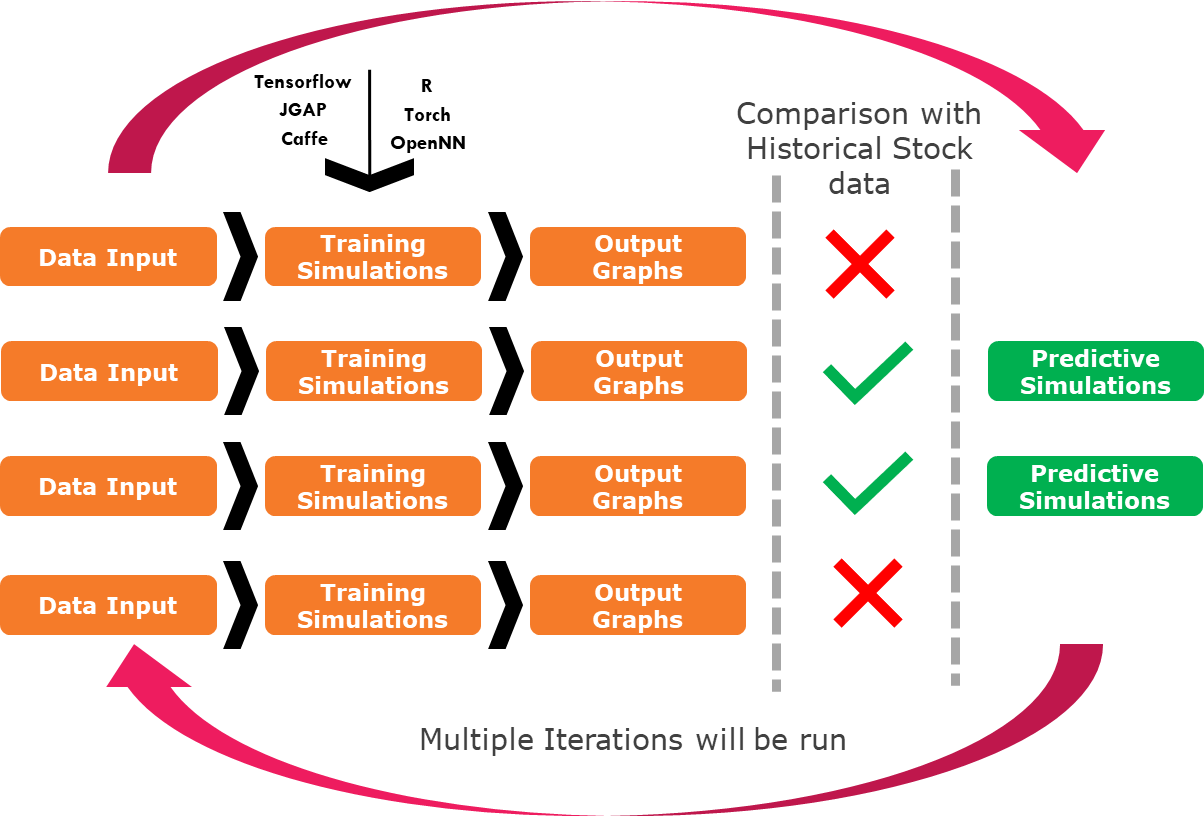 Tensorflow
JGAP
Caffe
R
Torch
OpenNN
Comparison with
Historical Stock
data
Data Input
Training
Simulations
Output
Graphs
Data Input
Training
Simulations
Output
Graphs
Predictive
Simulations
Data Input
Training
Simulations
Output
Graphs
Predictive
Simulations
Data Input
Training
Simulations
Output
Graphs
Multiple Iterations will be run